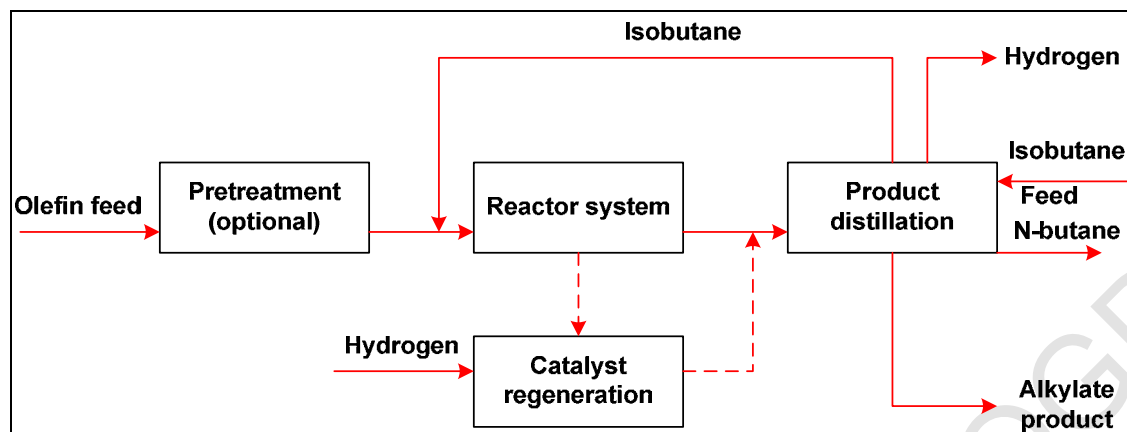 Isobutane
Hydrogen
Isobutane
Feed
N-butane
Olefin feed
Pretreatment
(optional)
Reactor system
Product
distillation
Hydrogen
Catalyst
regeneration
Alkylate
product